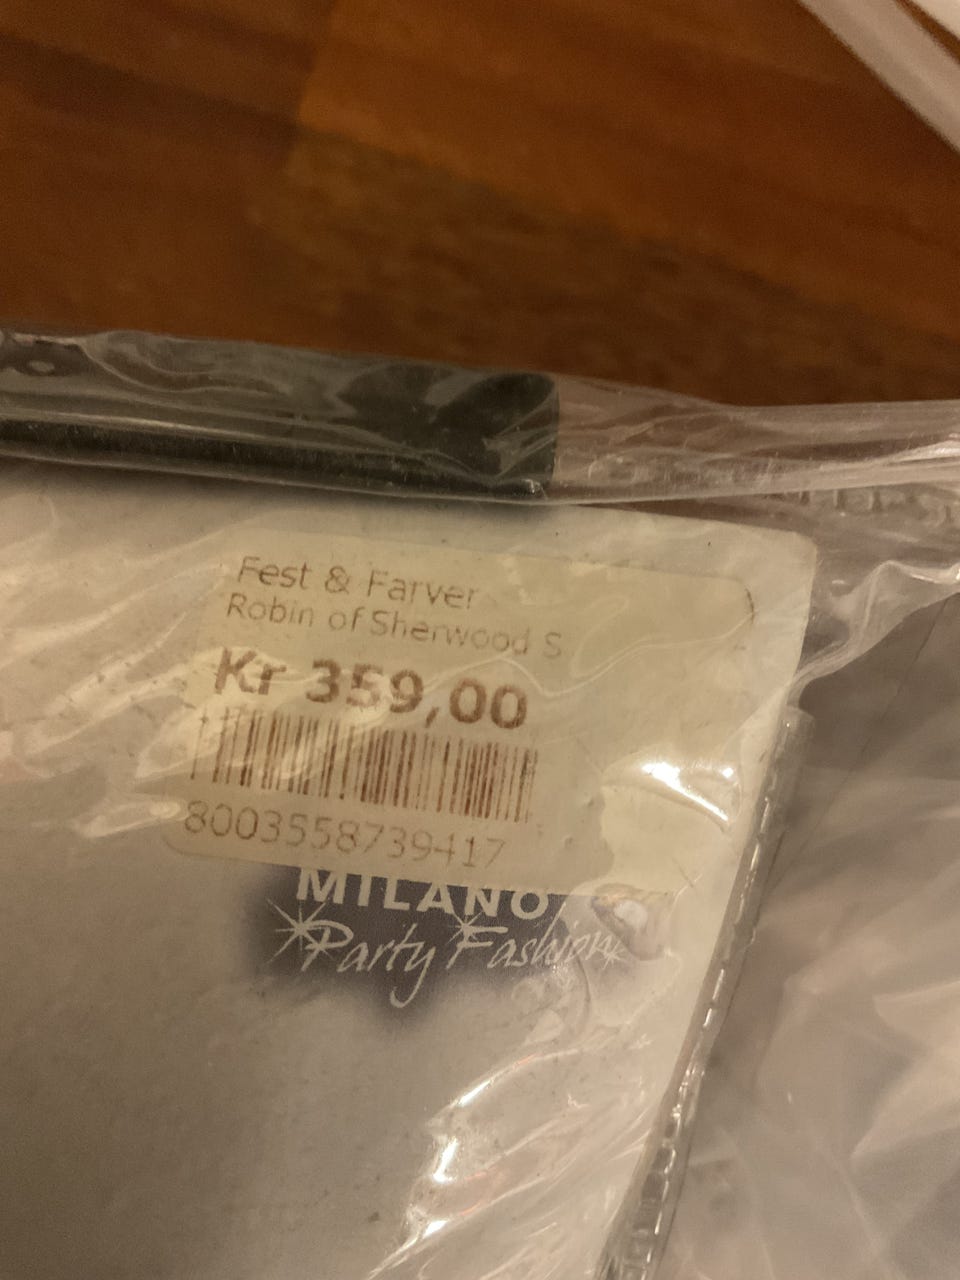 Fest & Farver
Robin of Sherwood S
Kr 359,00
8003558739417
MILANO
Party Fashion